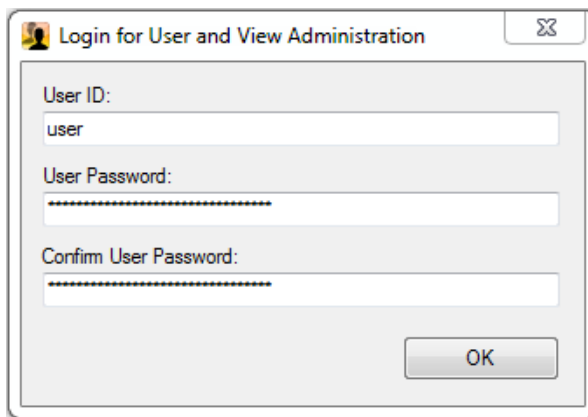 Login for User and View Administration
User ID:
user
User Password:
********************************
Confirm User Password:
********************************
OK